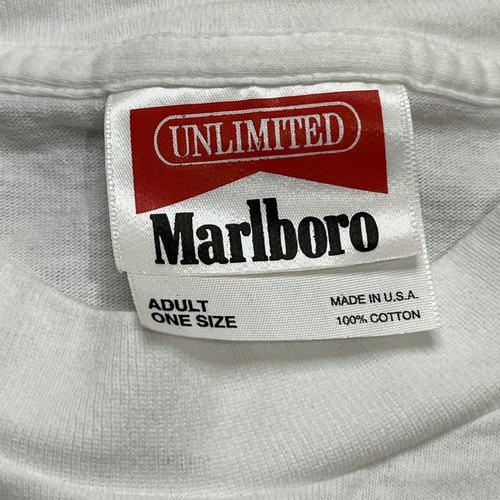 UNLIMITED
Marlboro
ADULT
ONE SIZE
MADE IN U.S.A.
100% COTTON